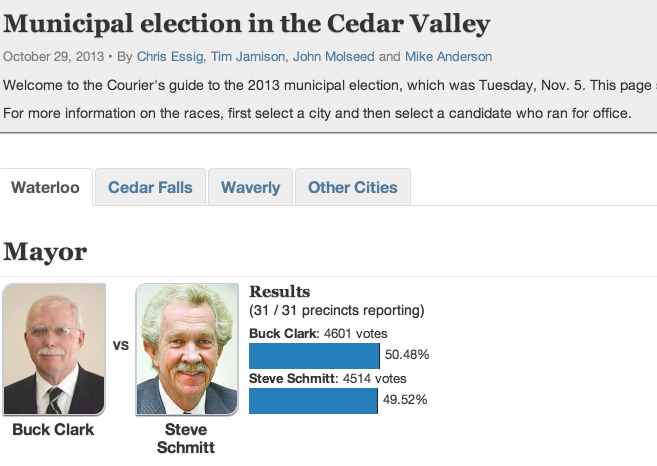 Municipal election in the Cedar Valley
October 29, 2013 • By Chris Essig, Tim Jamison, John Molseed and Mike Anderson
Welcome to the Courier's guide to the 2013 municipal election, which was Tuesday, Nov. 5. This page
For more information on the races, first select a city and then select a candidate who ran for office.
Waterloo
Cedar Falls
Waverly
Other Cities
Mayor
Results
(31 / 31 precincts reporting)
Buck Clark: 4601 votes
50.48%
vs
Steve Schmitt: 4514 votes
49.52%
Buck Clark
Steve
Schmitt